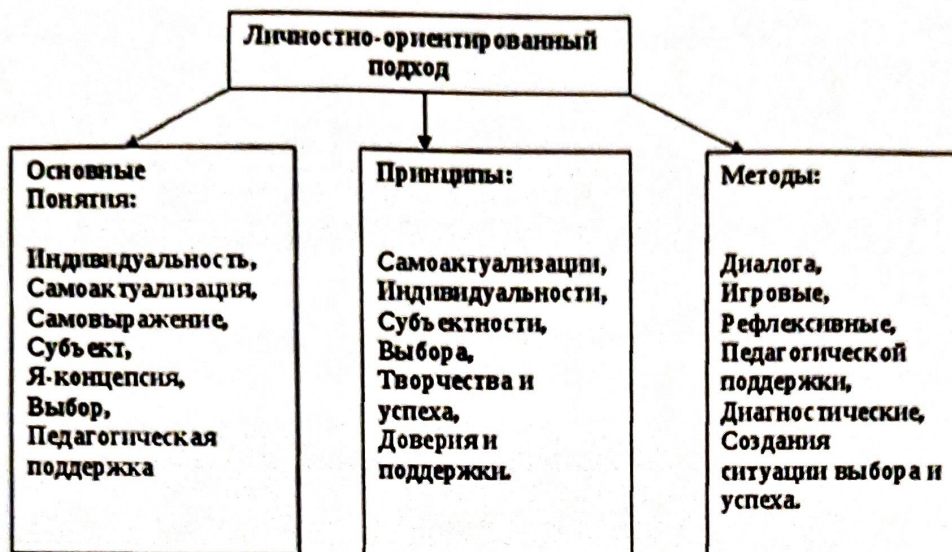 Личностно-ориентированный
подход
Основные
Понятия:
Индивидуальность,
Самоактуализация,
Самовыражение,
Субъект,
Я-концепсия,
Выбор,
Педагогическая
поддержка
Принципы:
Самоактуализации,
Индивидуальности,
Субъектности,
Выбора,
Творчества и
успеха,
Доверия и
поддержки.
Методы:
Диалога,
Игровые,
Рефлексивные,
Педагогической
поддержки,
Диагностические,
Создания
ситуации выбора и
успеха.